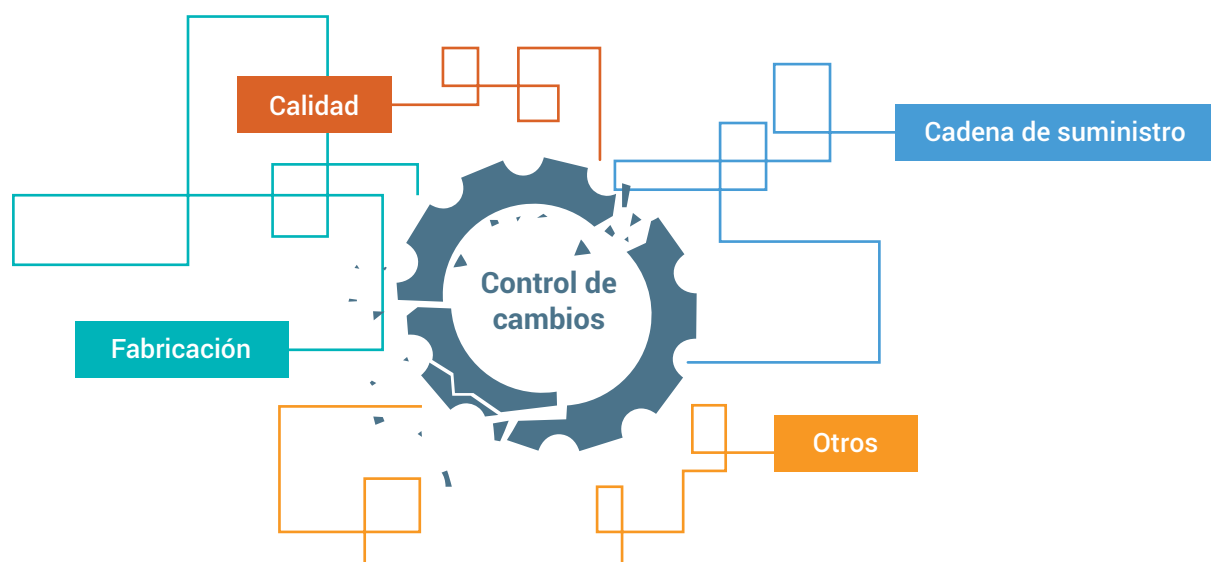 Calidad
Cadena de suministro
Control de
cambios
Fabricación
Otros